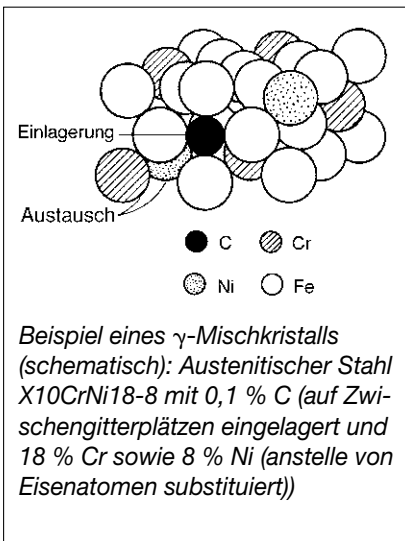 Einlagerung
Austausch
C Cr
Ni Fe
Beispiel eines γ-Mischkristalls
(schematisch): Austenitischer Stahl
X10CrNi18-8 mit 0,1 % C (auf Zwi-
schengitterplätzen eingelagert und
18 % Cr sowie 8 % Ni (anstelle von
Eisenatomen substituiert))